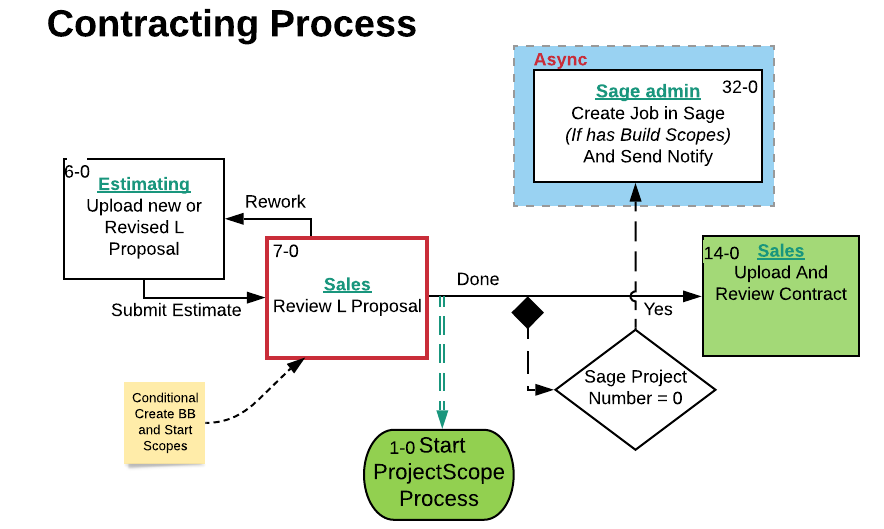 Contracting Process
Async
32-0
Sage admin
Create Job in Sage
(If has Build Scopes)
And Send Notify
6-0
Estimating
Upload new or
Revised L
Proposal
Rework
7-0
Sales
Review L Proposal
Submit Estimate
Done
14-0
Sales
Upload And
Review Contract
Yes
Sage Project
Number = 0
Conditional
Create BB
and Start
Scopes
1-0 Start
ProjectScope
Process